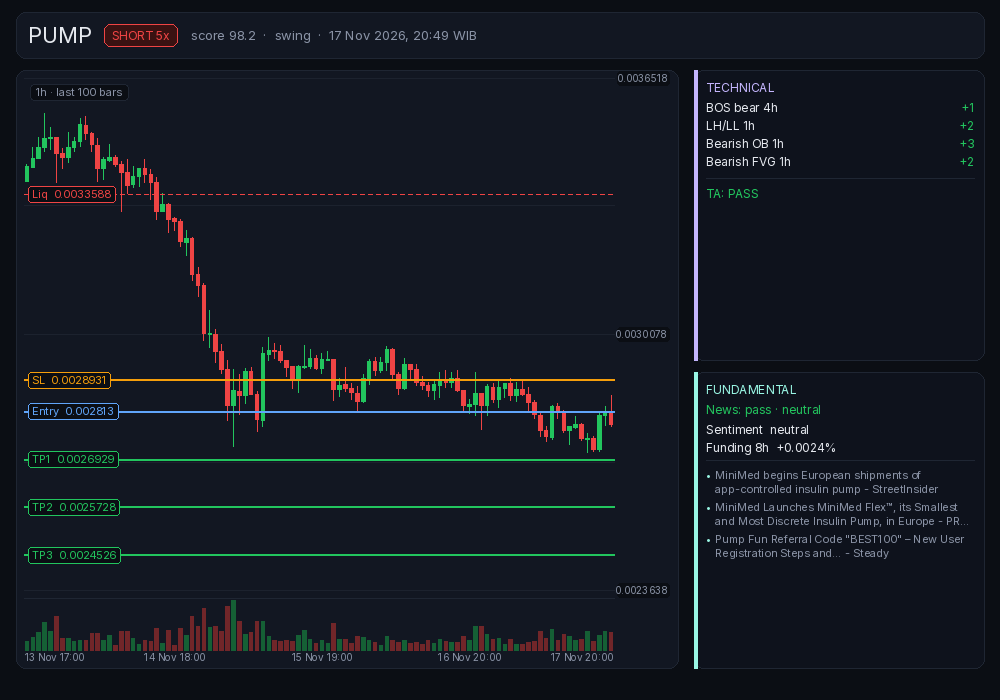 PUMP SHORT 5x score 98.2 · swing · 17 Nov 2026, 20:49 WIB
1h · last 100 bars
0.0036518
Liq 0.0033588
0.0030078
SL 0.0028931
Entry 0.002813
TP1 0.0026929
TP2 0.0025728
TP3 0.0024526
0.0023638
13 Nov 17:00 14 Nov 18:00 15 Nov 19:00 16 Nov 20:00 17 Nov 20:00
TECHNICAL
BOS bear 4h +1
LH/LL 1h +2
Bearish OB 1h +3
Bearish FVG 1h +2
TA: PASS
FUNDAMENTAL
News: pass · neutral
Sentiment neutral
Funding 8h +0.0024%
• MiniMed begins European shipments of
app-controlled insulin pump - StreetInsider
• MiniMed Launches MiniMed Flex™, its Smallest
and Most Discrete Insulin Pump, in Europe - PR...
• Pump Fun Referral Code "BEST100" – New User
Registration Steps and... - Steady